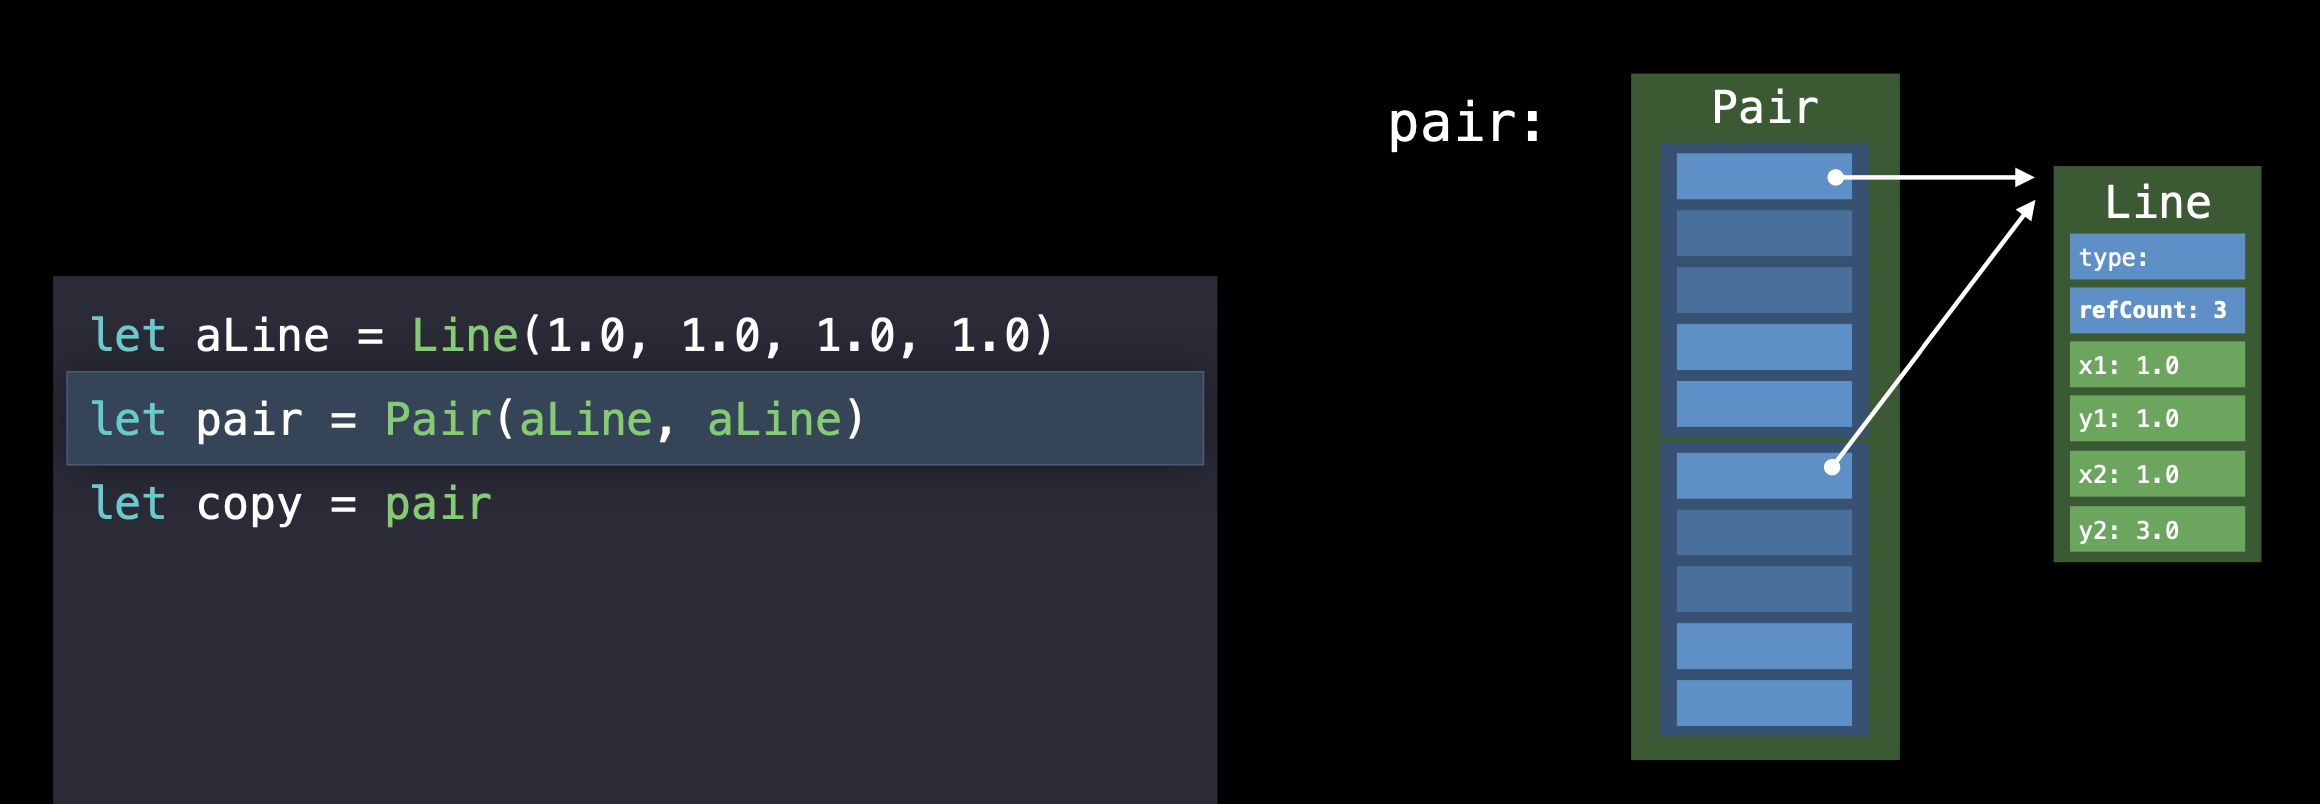 let aLine = Line(1.0, 1.0, 1.0, 1.0)
let pair = Pair(aLine, aLine)
let copy = pair
pair:
Pair
Line
type:
refCount: 3
x1: 1.0
y1: 1.0
x2: 1.0
y2: 3.0